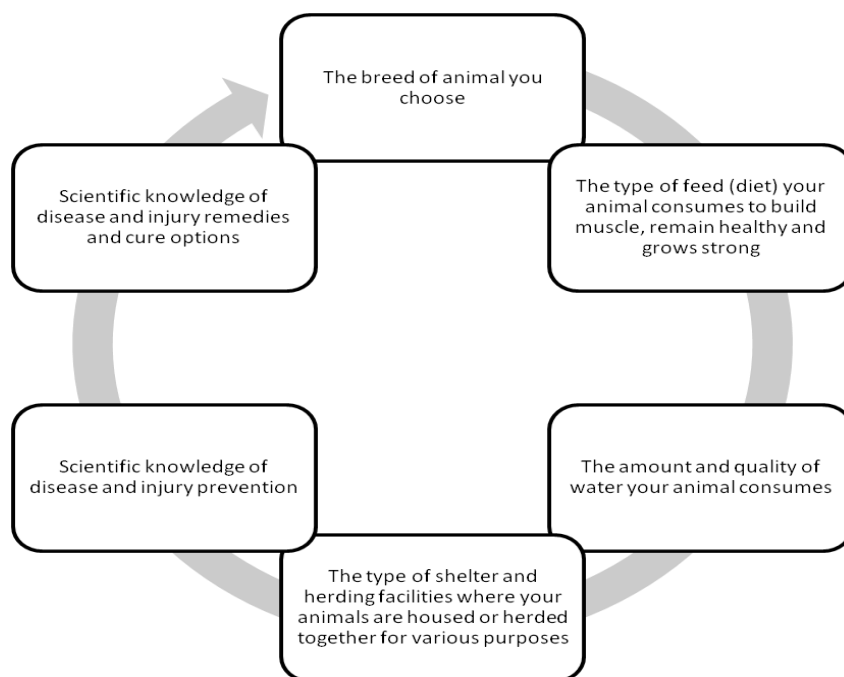 The breed of animal you
choose
The type of feed (diet) your
animal consumes to build
muscle, remain healthy and
grows strong
The amount and quality of
water your animal consumes
The type of shelter and
herding facilities where your
animals are housed or herded
together for various purposes
Scientific knowledge of
disease and injury prevention
Scientific knowledge of
disease and injury remedies
and cure options